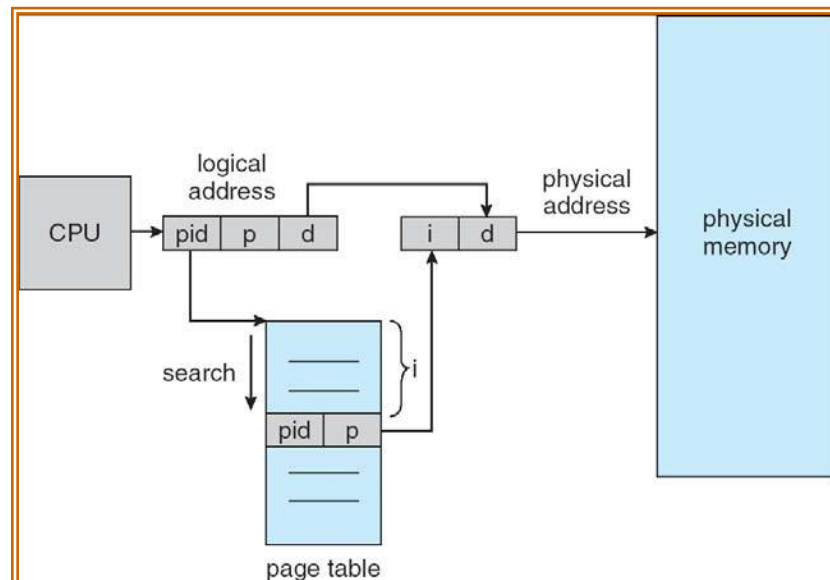 logical
address
CPU
pid p d
physical
address
i d
physical
memory
search
i
pid p
page table